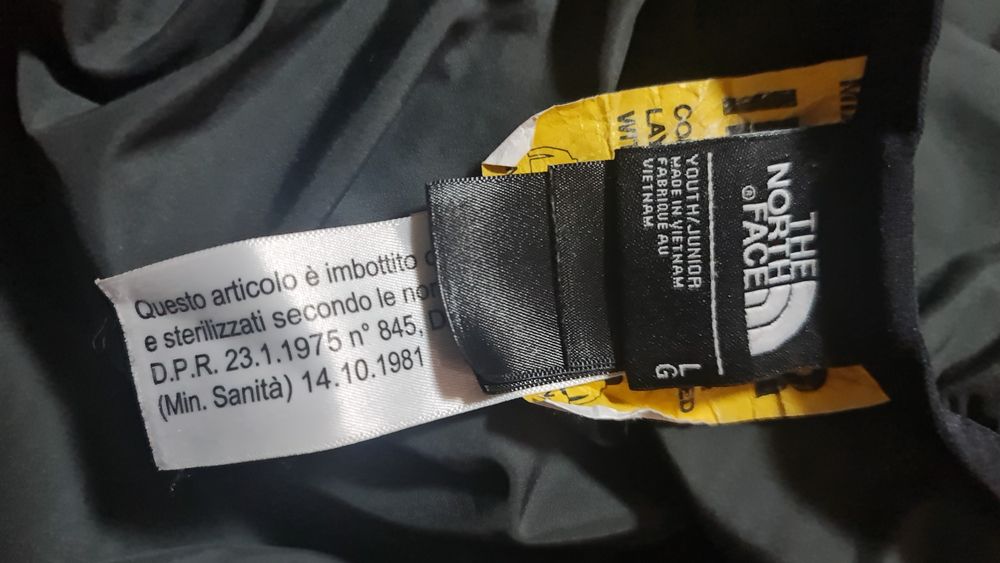 THE
NORTH
FACE®
YOUTH/JUNIOR
MADE IN VIETNAM
FABRIQUE AU
VIETNAM
L
G
Questo articolo è imbottito
e sterilizzati secondo le
D.P.R. 23.1.1975 n° 845,
(Min. Sanità) 14.10.1981